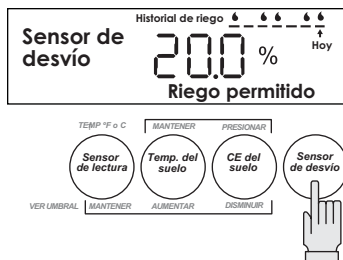 Historial de riego
Sensor de
desvío
20.0 %
Hoy
Riego permitido
TEMP °F o C
MANTENER PRESIONAR
Sensor
de lectura
Temp. del
suelo
CE del
suelo
Sensor
de desvío
VER UMBRAL MANTENER AUMENTAR DISMINUIR